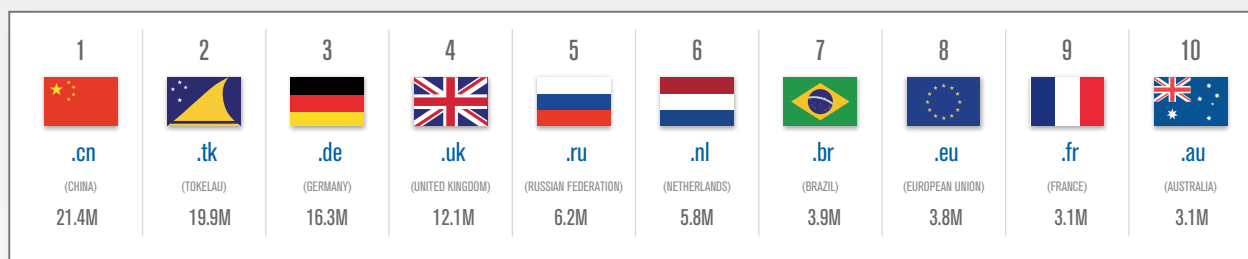 1 2 3 4 5 6 7 8 9 10
.cn .tk .de .uk .ru .nl .br .eu .fr .au
(CHINA) (TOKELAU) (GERMANY) (UNITED KINGDOM) (RUSSIAN FEDERATION) (NETHERLANDS) (BRAZIL) (EUROPEAN UNION) (FRANCE) (AUSTRALIA)
21.4M 19.9M 16.3M 12.1M 6.2M 5.8M 3.9M 3.8M 3.1M 3.1M